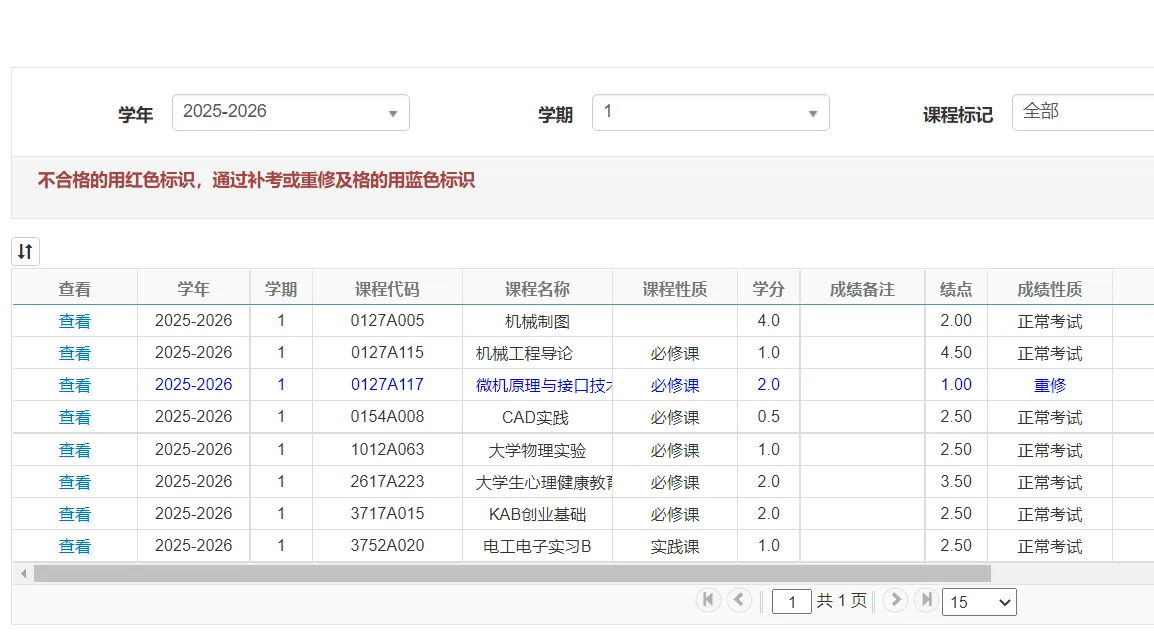 学年 2025-2026 学期 1 课程标记 全部
不合格的用红色标识，通过补考或重修及格的用蓝色标识
查看 学年 学期 课程代码 课程名称 课程性质 学分 成绩备注 绩点 成绩性质
查看 2025-2026 1 0127A005 机械制图 4.0 2.00 正常考试
查看 2025-2026 1 0127A115 机械工程导论 必修课 1.0 4.50 正常考试
查看 2025-2026 1 0127A117 微机原理与接口技 必修课 2.0 1.00 重修
查看 2025-2026 1 0154A008 CAD实践 必修课 0.5 2.50 正常考试
查看 2025-2026 1 1012A063 大学物理实验 必修课 1.0 2.50 正常考试
查看 2025-2026 1 2617A223 大学生心理健康教育 必修课 2.0 3.50 正常考试
查看 2025-2026 1 3717A015 KAB创业基础 必修课 2.0 2.50 正常考试
查看 2025-2026 1 3752A020 电工电子实习B 实践课 1.0 2.50 正常考试
1 共 1 页 15